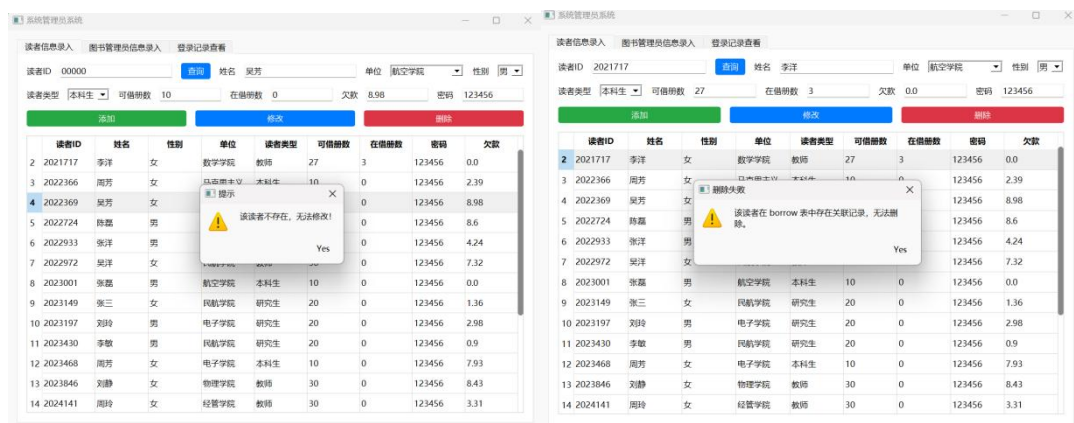 系统管理员系统
读者信息录入 图书管理员信息录入 登录记录查看
读者ID 00000 查询 姓名 吴芳 单位 航空学院 性别 男
读者类型 本科生 可借册数 10 在借册数 0 欠款 8.98 密码 123456
添加 修改 删除
读者ID 姓名 性别 单位 读者类型 可借册数 在借册数 密码 欠款
2 2021717 李洋 女 数学学院 教师 27 3 123456 0.0
3 2022366 周芳 女 马克思主义 本科生 10 0 123456 2.39
4 2022369 吴芳 女 0 123456 8.98
5 2022724 陈磊 男 0 123456 8.6
6 2022933 张洋 男 0 123456 4.24
7 2022972 吴洋 女 0 123456 7.32
8 2023001 张磊 男 航空学院 本科生 10 0 123456 0.0
9 2023149 张三 女 民航学院 研究生 20 0 123456 1.36
10 2023197 刘玲 男 电子学院 研究生 20 0 123456 2.98
11 2023430 李敏 男 民航学院 研究生 20 0 123456 0.9
12 2023468 周芳 女 电子学院 本科生 10 0 123456 7.93
13 2023846 刘静 女 物理学院 教师 30 0 123456 8.43
14 2024141 周玲 女 经管学院 教师 30 0 123456 3.31
提示
该读者不存在，无法修改！
Yes
系统管理员系统
读者信息录入 图书管理员信息录入 登录记录查看
读者ID 2021717 查询 姓名 李洋 单位 航空学院 性别 男
读者类型 本科生 可借册数 27 在借册数 3 欠款 0.0 密码 123456
添加 修改 删除
读者ID 姓名 性别 单位 读者类型 可借册数 在借册数 密码 欠款
2 2021717 李洋 女 数学学院 教师 27 3 123456 0.0
3 2022366 周芳 女 马克思主义 本科生 10 0 123456 2.39
4 2022369 吴芳 女 123456 8.98
5 2022724 陈磊 男 123456 8.6
6 2022933 张洋 男 123456 4.24
7 2022972 吴洋 女 123456 7.32
8 2023001 张磊 男 航空学院 本科生 10 0 123456 0.0
9 2023149 张三 女 民航学院 研究生 20 0 123456 1.36
10 2023197 刘玲 男 电子学院 研究生 20 0 123456 2.98
11 2023430 李敏 男 民航学院 研究生 20 0 123456 0.9
12 2023468 周芳 女 电子学院 本科生 10 0 123456 7.93
13 2023846 刘静 女 物理学院 教师 30 0 123456 8.43
14 2024141 周玲 女 经管学院 教师 30 0 123456 3.31
删除失败
该读者在 borrow 表中存在关联记录，无法删
除。
Yes